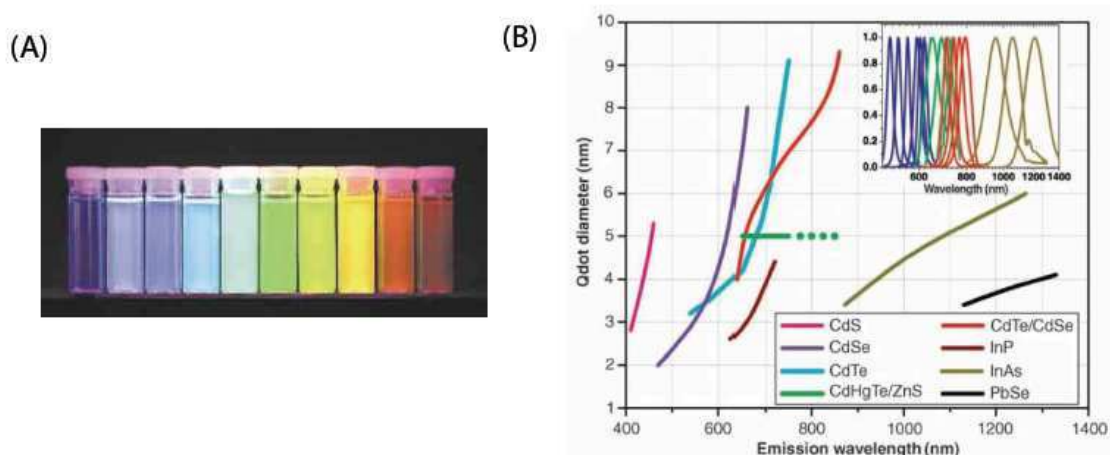 (A)
(B)
10
9
8
7
6
5
4
3
2
1
Qdot diameter (nm)
400
600
800
1000
1200
1400
Emission wavelength (nm)
1.0
0.8
0.6
0.4
0.2
0.0
600
800
1000
1200
1400
Wavelength (nm)
CdS
CdSe
CdTe
CdHgTe/ZnS
CdTe/CdSe
InP
InAs
PbSe